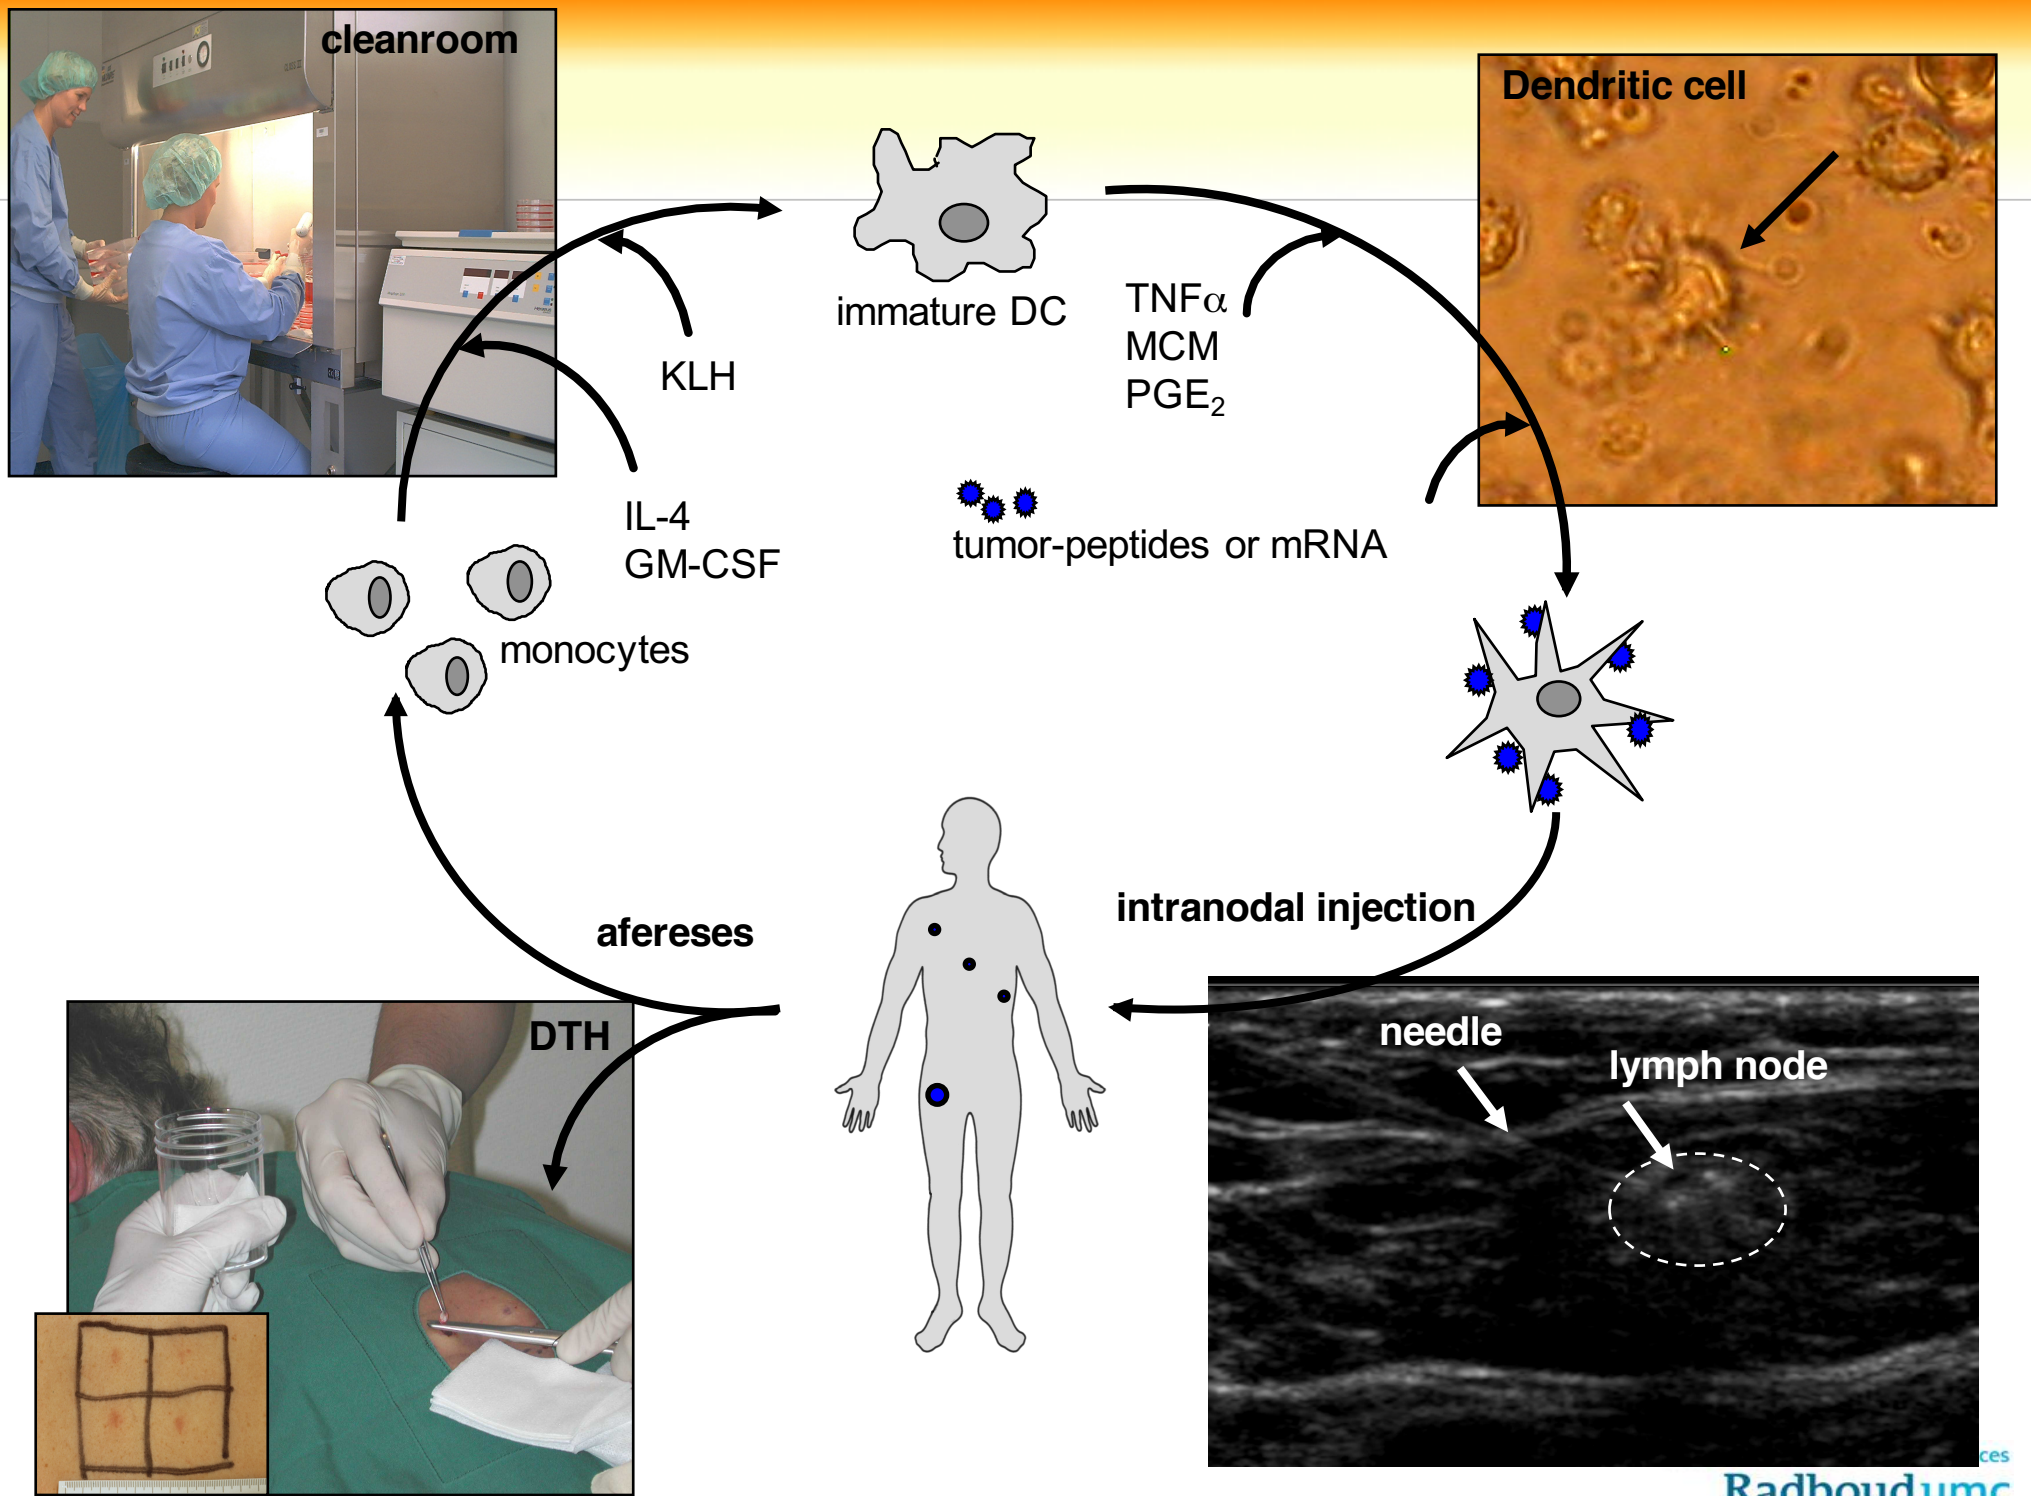 cleanroom
Dendritic cell
immature DC
TNFα
MCM
PGE₂
KLH
IL-4
GM-CSF
tumor-peptides or mRNA
monocytes
afereses
intranodal injection
DTH
needle
lymph node
ces
Radboudumc